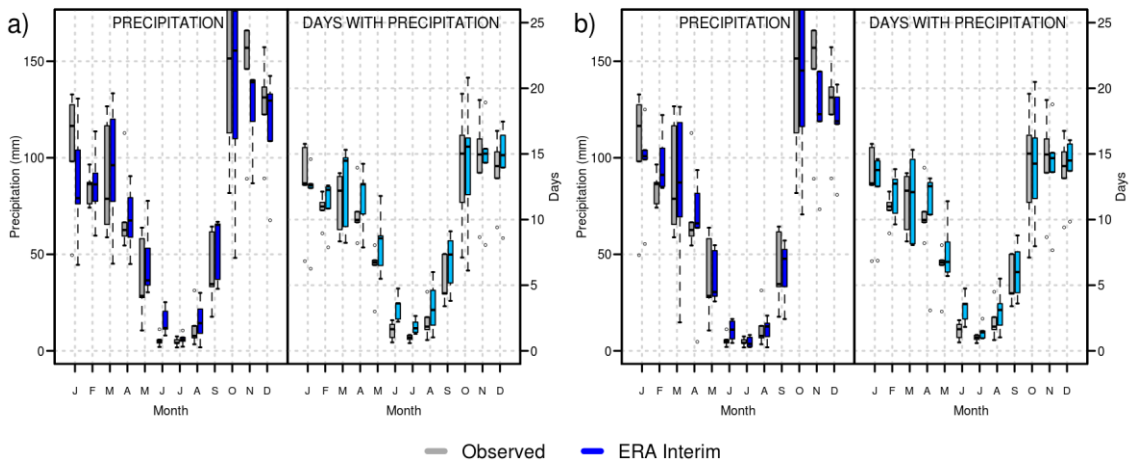 a)
PRECIPITATION
DAYS WITH PRECIPITATION
Precipitation (mm)
150
100
50
0
25
20
15
10
5
0
Days
J F M A M J J A S O N D
J F M A M J J A S O N D
Month
Month
b)
PRECIPITATION
DAYS WITH PRECIPITATION
Precipitation (mm)
150
100
50
0
25
20
15
10
5
0
Days
J F M A M J J A S O N D
J F M A M J J A S O N D
Month
Month
Observed
ERA Interim